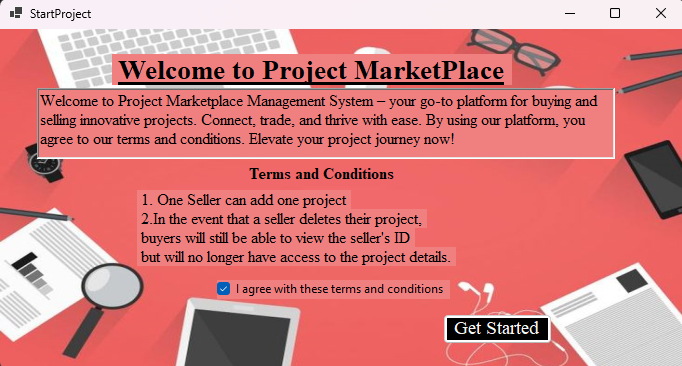 StartProject
Welcome to Project MarketPlace
Welcome to Project Marketplace Management System – your go-to platform for buying and
selling innovative projects. Connect, trade, and thrive with ease. By using our platform, you
agree to our terms and conditions. Elevate your project journey now!
Terms and Conditions
1. One Seller can add one project
2.In the event that a seller deletes their project,
buyers will still be able to view the seller's ID
but will no longer have access to the project details.
I agree with these terms and conditions
Get Started